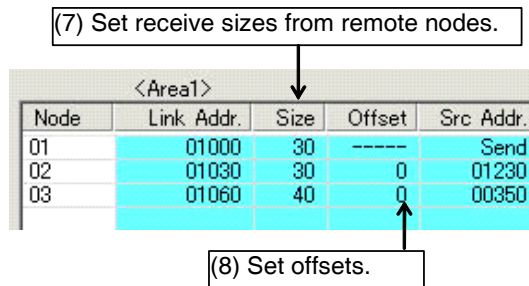 (7) Set receive sizes from remote nodes.
<Area1>
Node Link Addr. Size Offset Src Addr.
01 01000 30 ----- Send
02 01030 30 0 01230
03 01060 40 0 00350
(8) Set offsets.